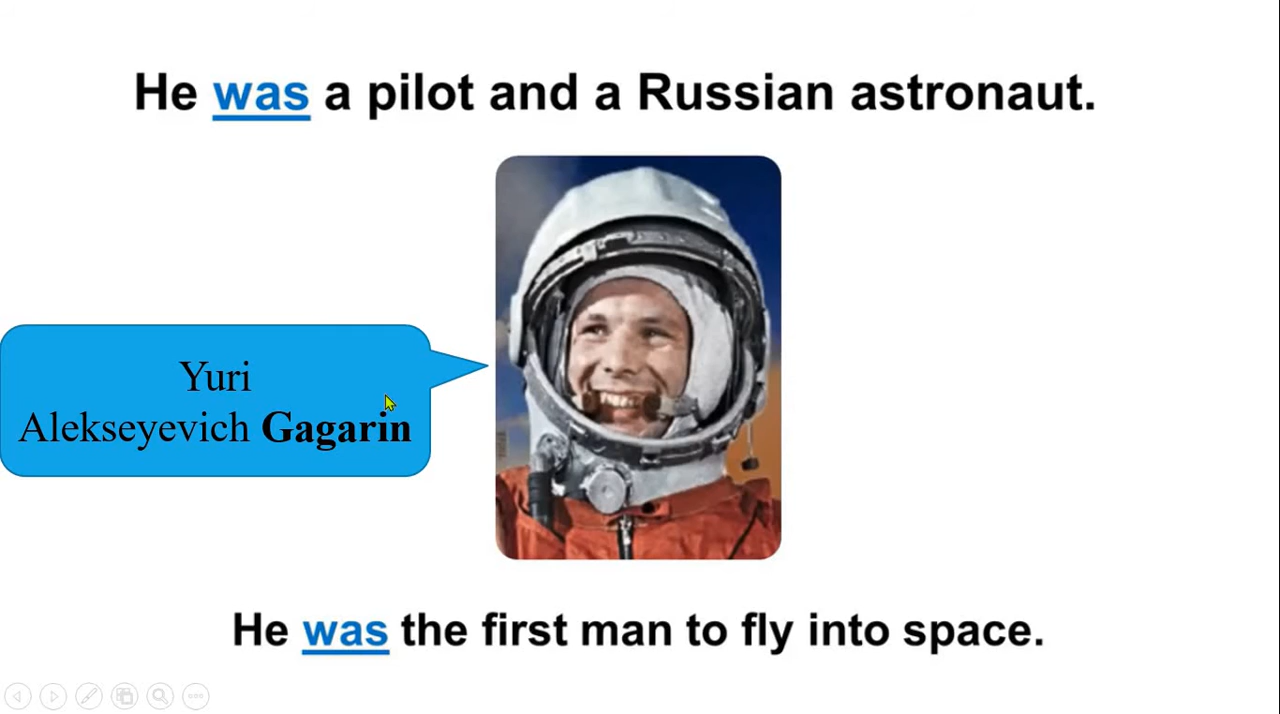 He was a pilot and a Russian astronaut.
Yuri
Alekseyevich Gagarin
He was the first man to fly into space.